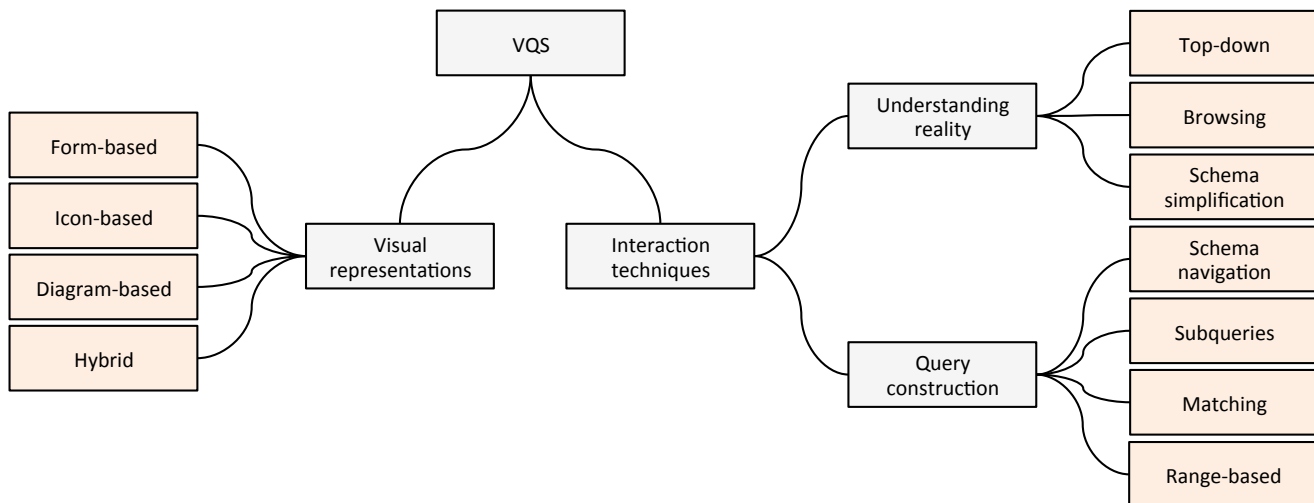 VQS
Form-based
Icon-based
Diagram-based
Hybrid
Visual
representations
Interaction
techniques
Understanding
reality
Top-down
Browsing
Schema
simplification
Query
construction
Schema
navigation
Subqueries
Matching
Range-based